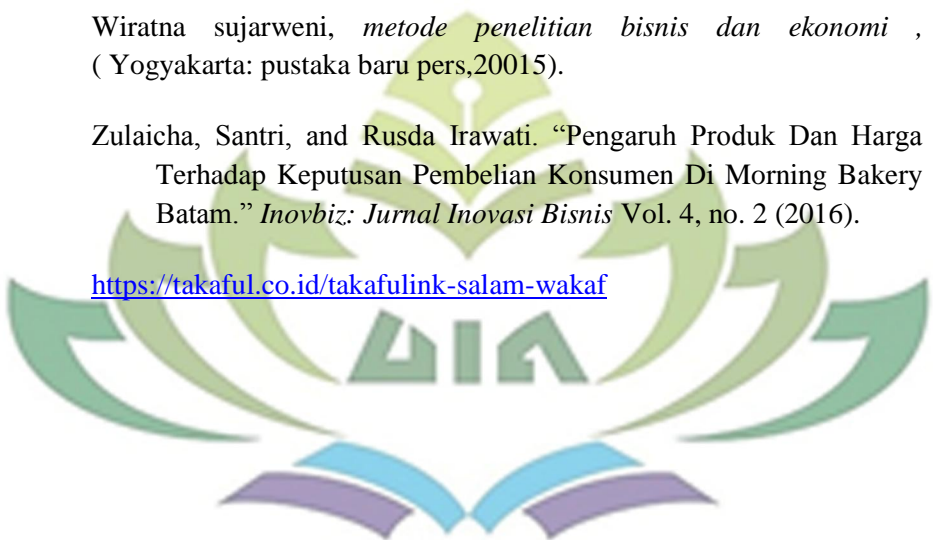 Wiratna sujarweni, metode penelitian bisnis dan ekonomi ,
( Yogyakarta: pustaka baru pers,20015).
Zulaicha, Santri, and Rusda Irawati. “Pengaruh Produk Dan Harga
Terhadap Keputusan Pembelian Konsumen Di Morning Bakery
Batam.” Inovbiz: Jurnal Inovasi Bisnis Vol. 4, no. 2 (2016).
https://takaful.co.id/takafulink-salam-wakaf
UIN